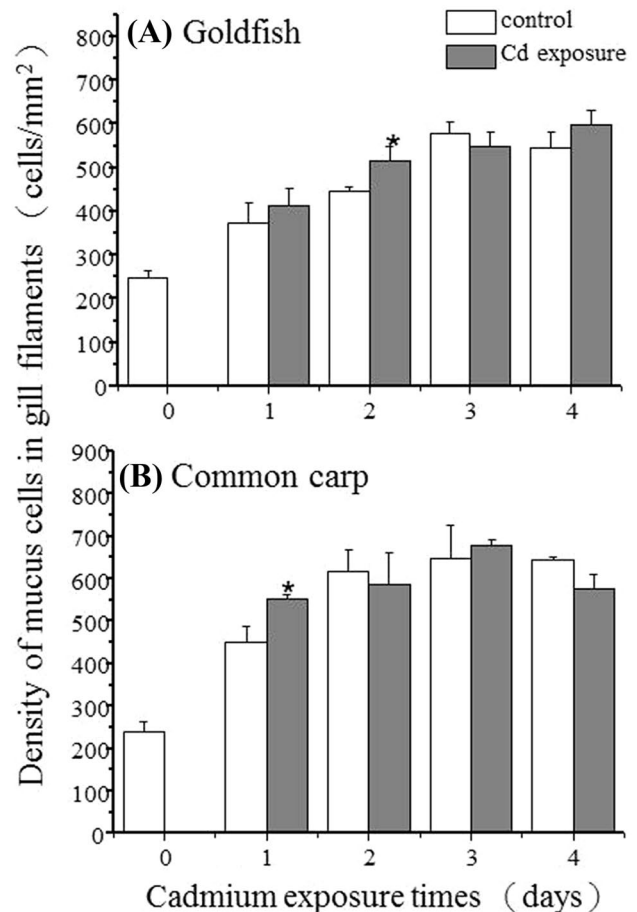 (A) Goldfish
control
Cd exposure
800
700
600
500
400
300
200
100
0
0 1 2 3 4
*
Density of mucus cells in gill filaments （cells/mm²）
(B) Common carp
900
800
700
600
500
400
300
200
100
0
0 1 2 3 4
*
Cadmium exposure times （days）